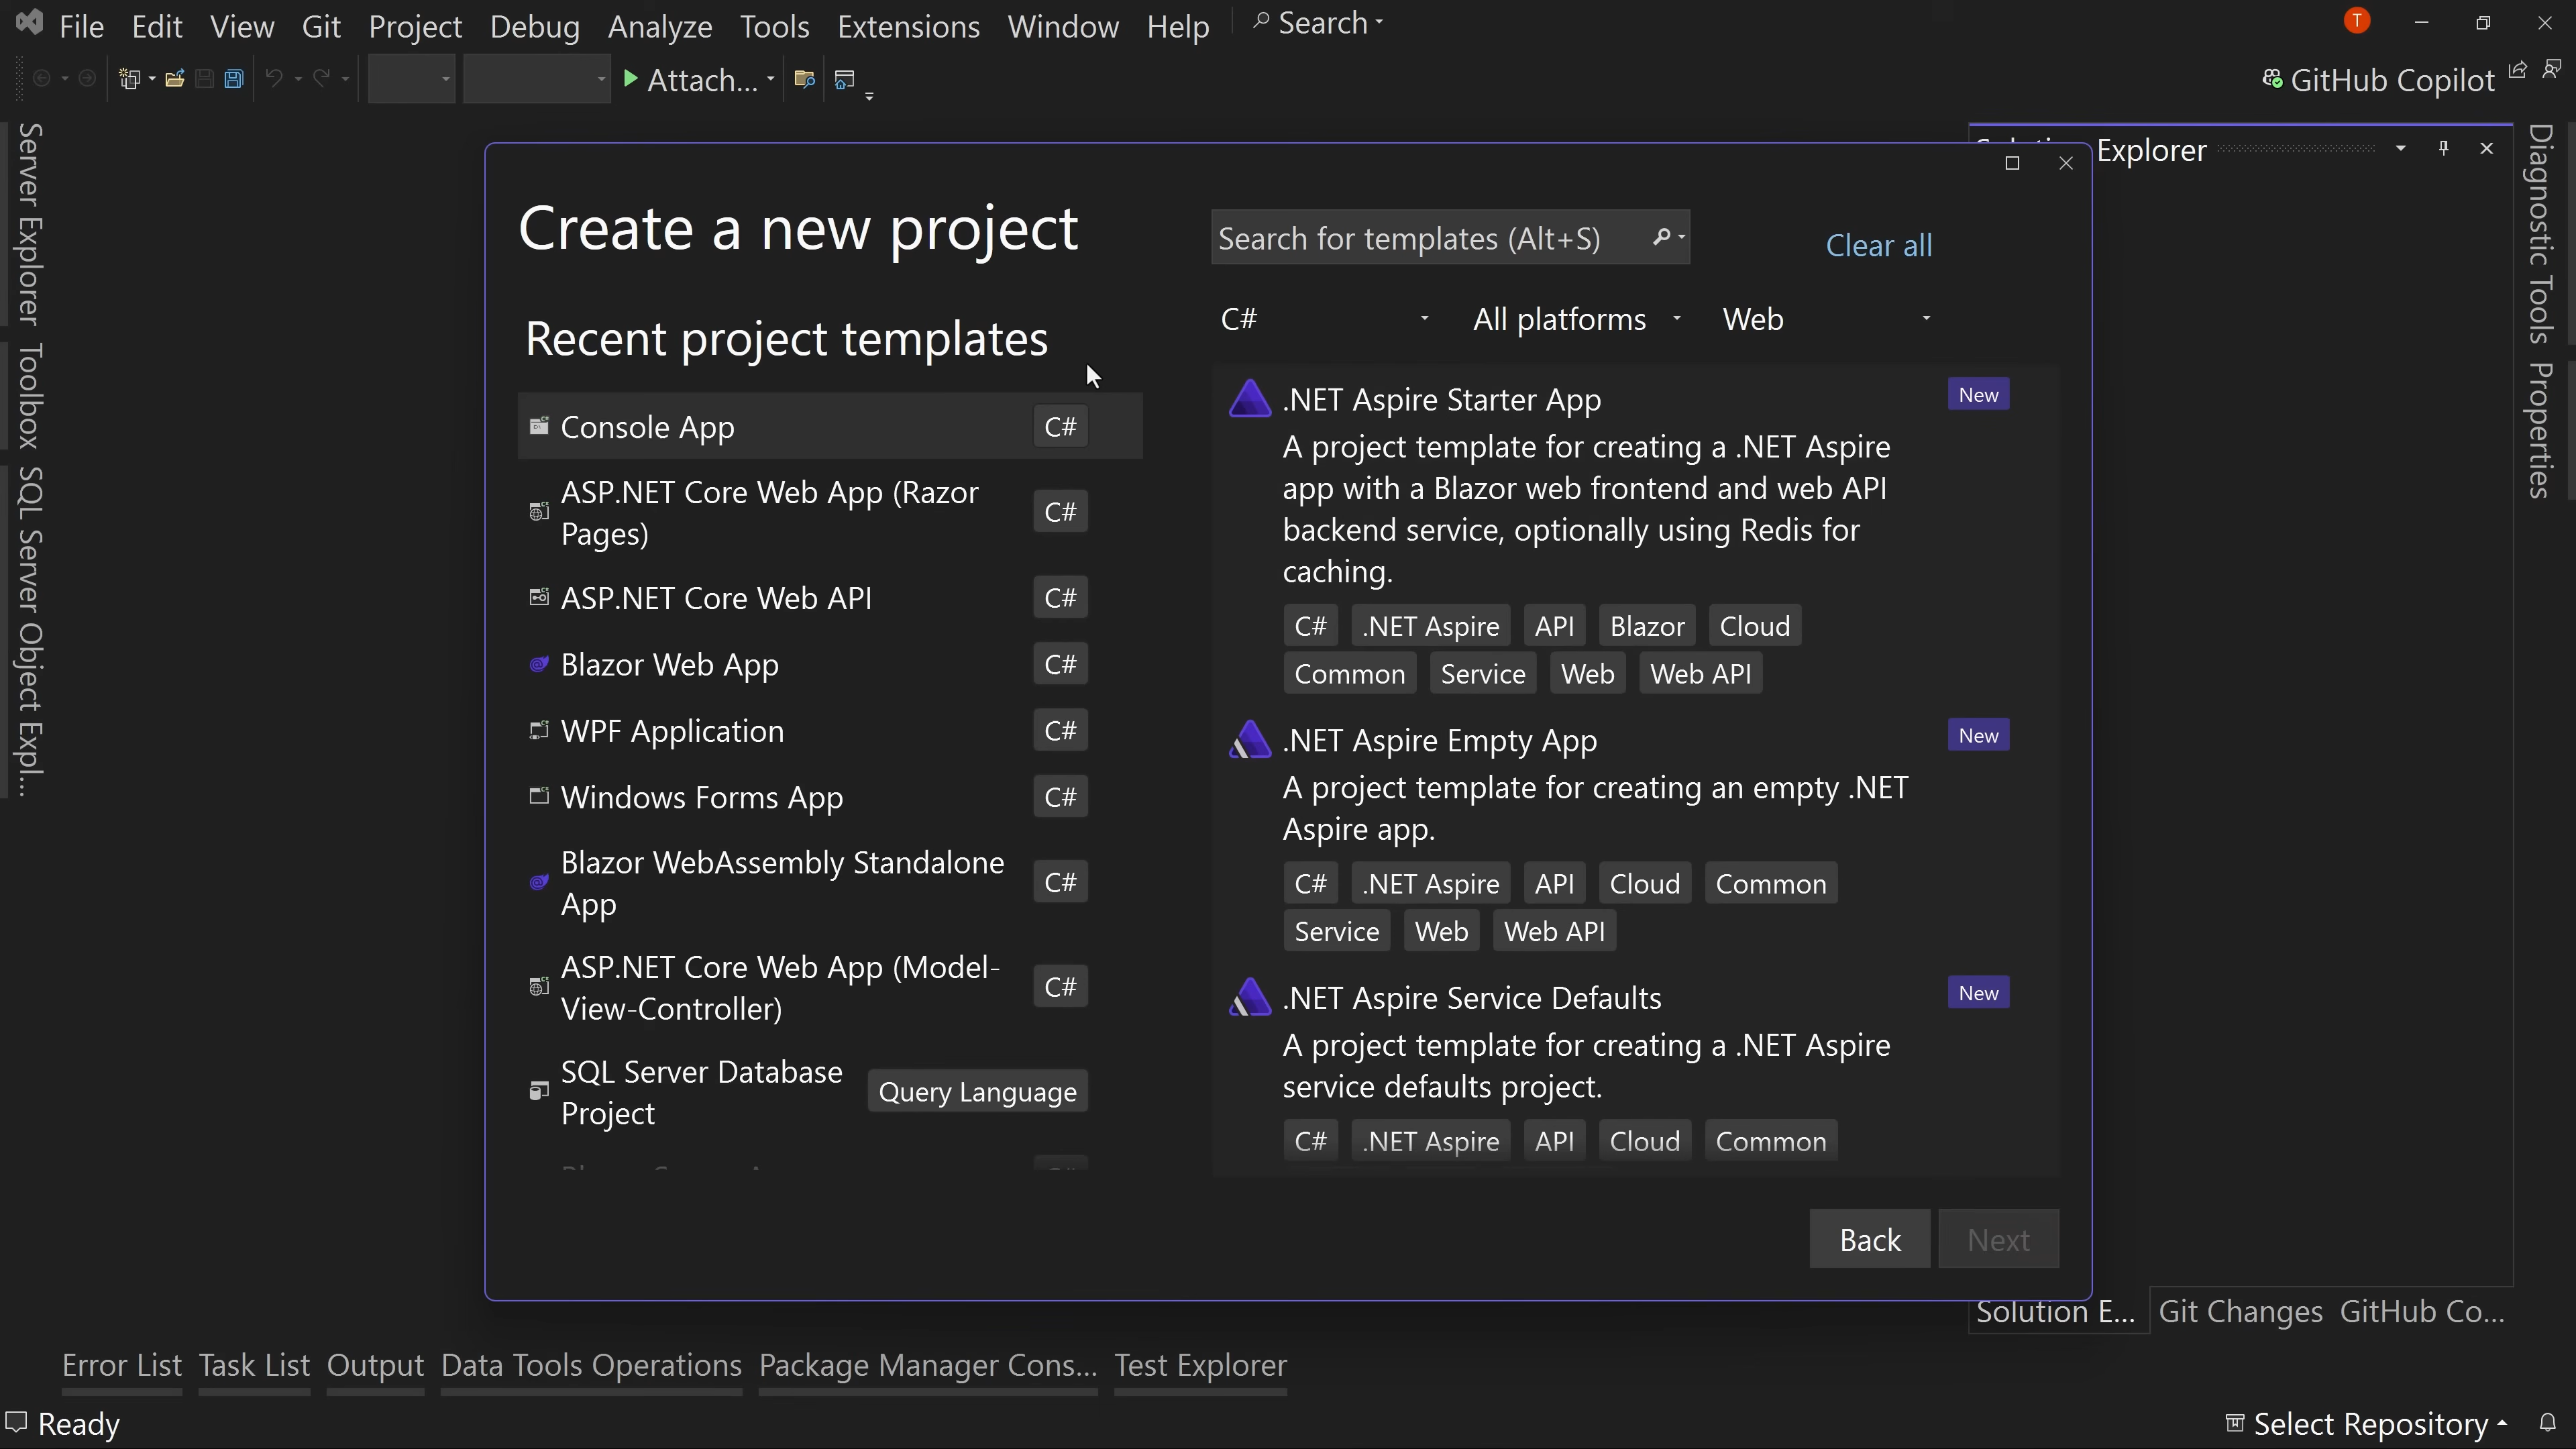 File Edit View Git Project Debug Analyze Tools Extensions Window Help Search
T
Attach...
GitHub Copilot
Server Explorer
Toolbox
SQL Server Object Expl...
Explorer
Diagnostic Tools
Properties
Create a new project
Search for templates (Alt+S)
Clear all
Recent project templates
C# All platforms Web
Console App C#
ASP.NET Core Web App (Razor
Pages)
C#
ASP.NET Core Web API C#
Blazor Web App C#
WPF Application C#
Windows Forms App C#
Blazor WebAssembly Standalone
App
C#
ASP.NET Core Web App (Model-
View-Controller)
C#
SQL Server Database
Project
Query Language
.NET Aspire Starter App New
A project template for creating a .NET Aspire
app with a Blazor web frontend and web API
backend service, optionally using Redis for
caching.
C# .NET Aspire API Blazor Cloud
Common Service Web Web API
.NET Aspire Empty App New
A project template for creating an empty .NET
Aspire app.
C# .NET Aspire API Cloud Common
Service Web Web API
.NET Aspire Service Defaults New
A project template for creating a .NET Aspire
service defaults project.
C# .NET Aspire API Cloud Common
Back Next
Solution E... Git Changes GitHub Co...
Error List Task List Output Data Tools Operations Package Manager Cons... Test Explorer
Ready
Select Repository